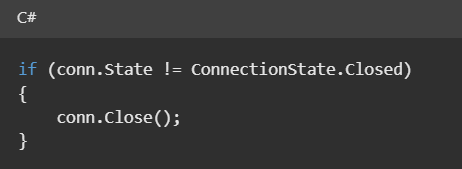 C#
if (conn.State != ConnectionState.Closed)
{
    conn.Close();
}